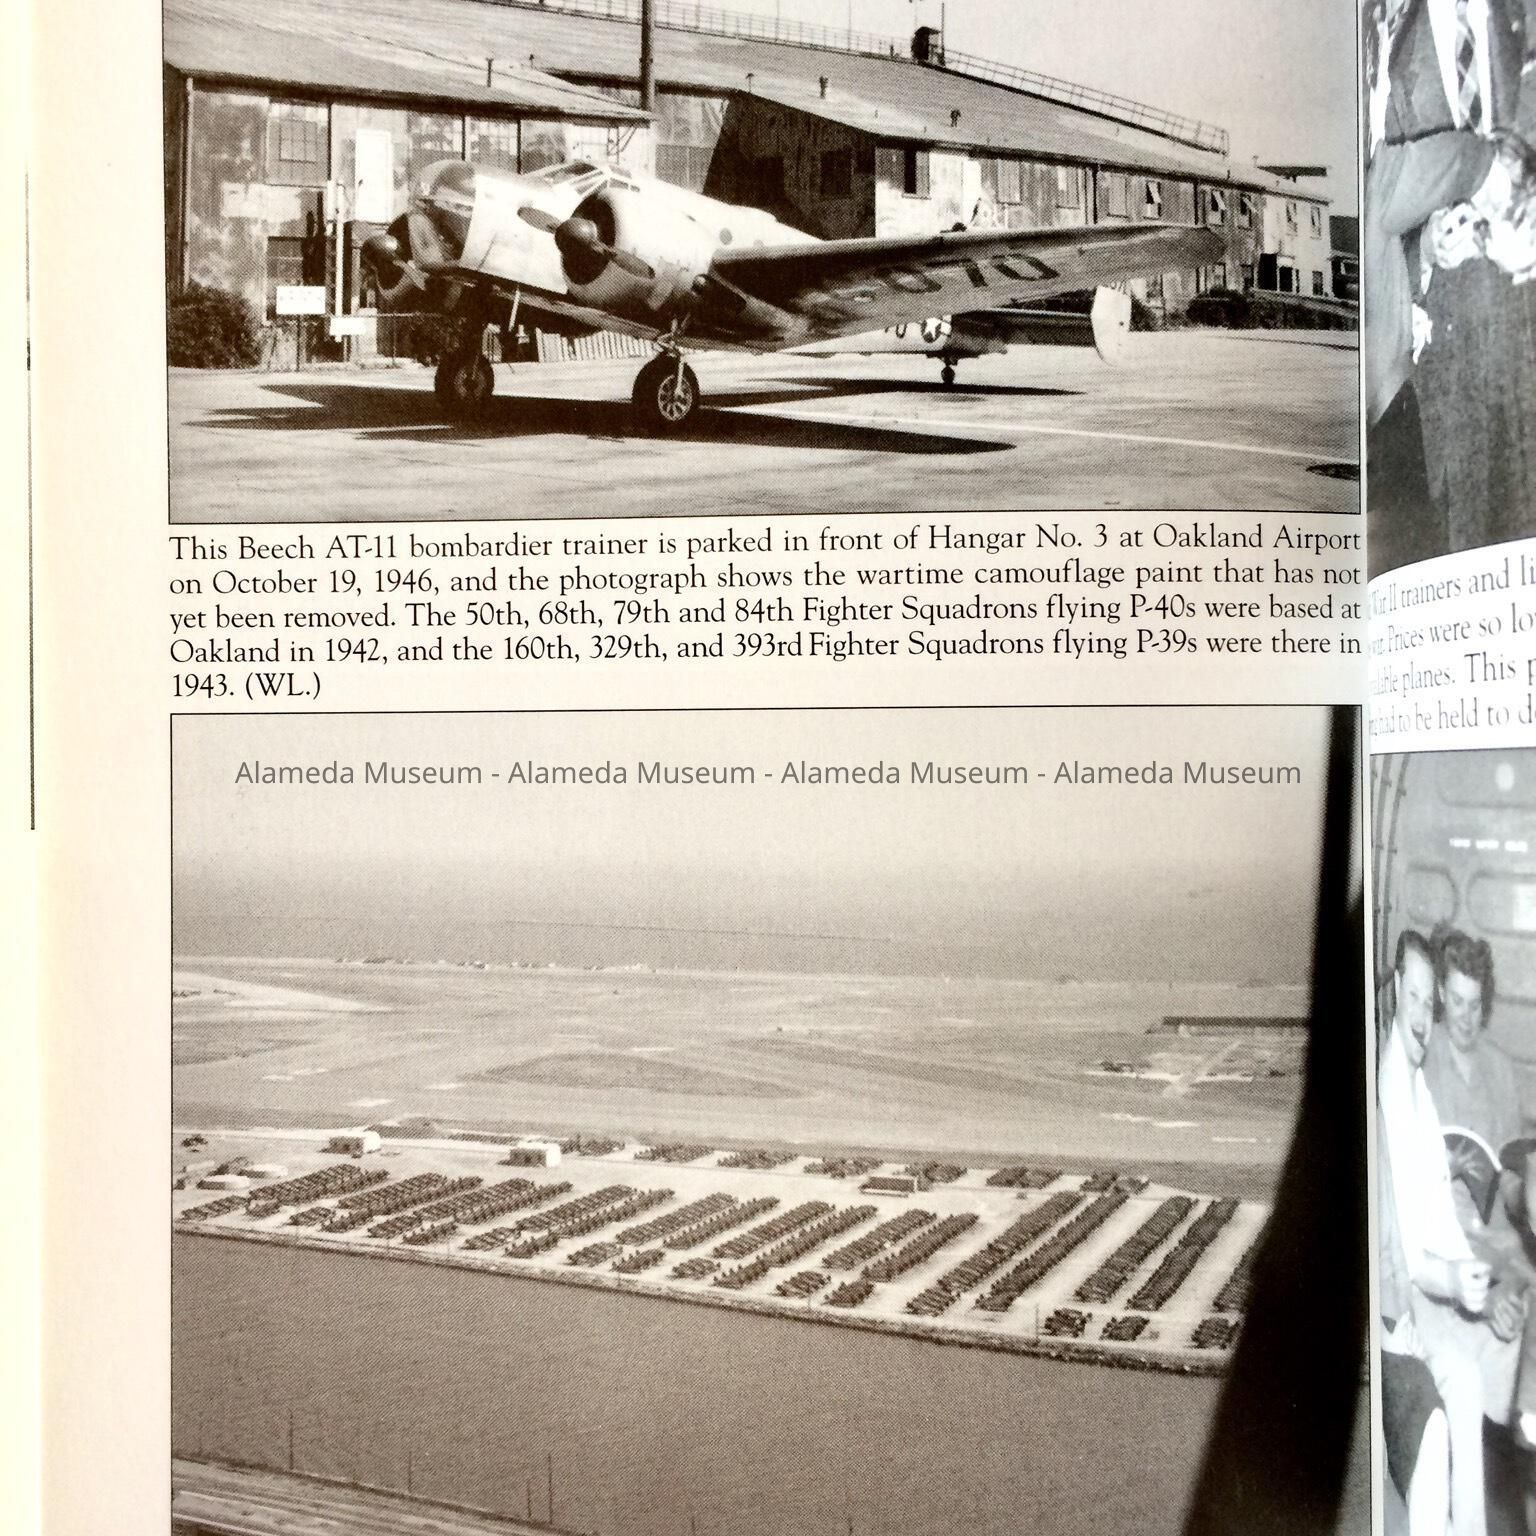 070
This Beech AT-11 bombardier trainer is parked in front of Hangar No. 3 at Oakland Airport
on October 19, 1946, and the photograph shows the wartime camouflage paint that has not
yet been removed. The 50th, 68th, 79th and 84th Fighter Squadrons flying P-40s were based at
Oakland in 1942, and the 160th, 329th, and 393rd Fighter Squadrons flying P-39s were there in
1943. (WL.)
Alameda Museum - Alameda Museum - Alameda Museum - Alameda Museum
II trainers and
Prices were so
planes. This
had to be held to